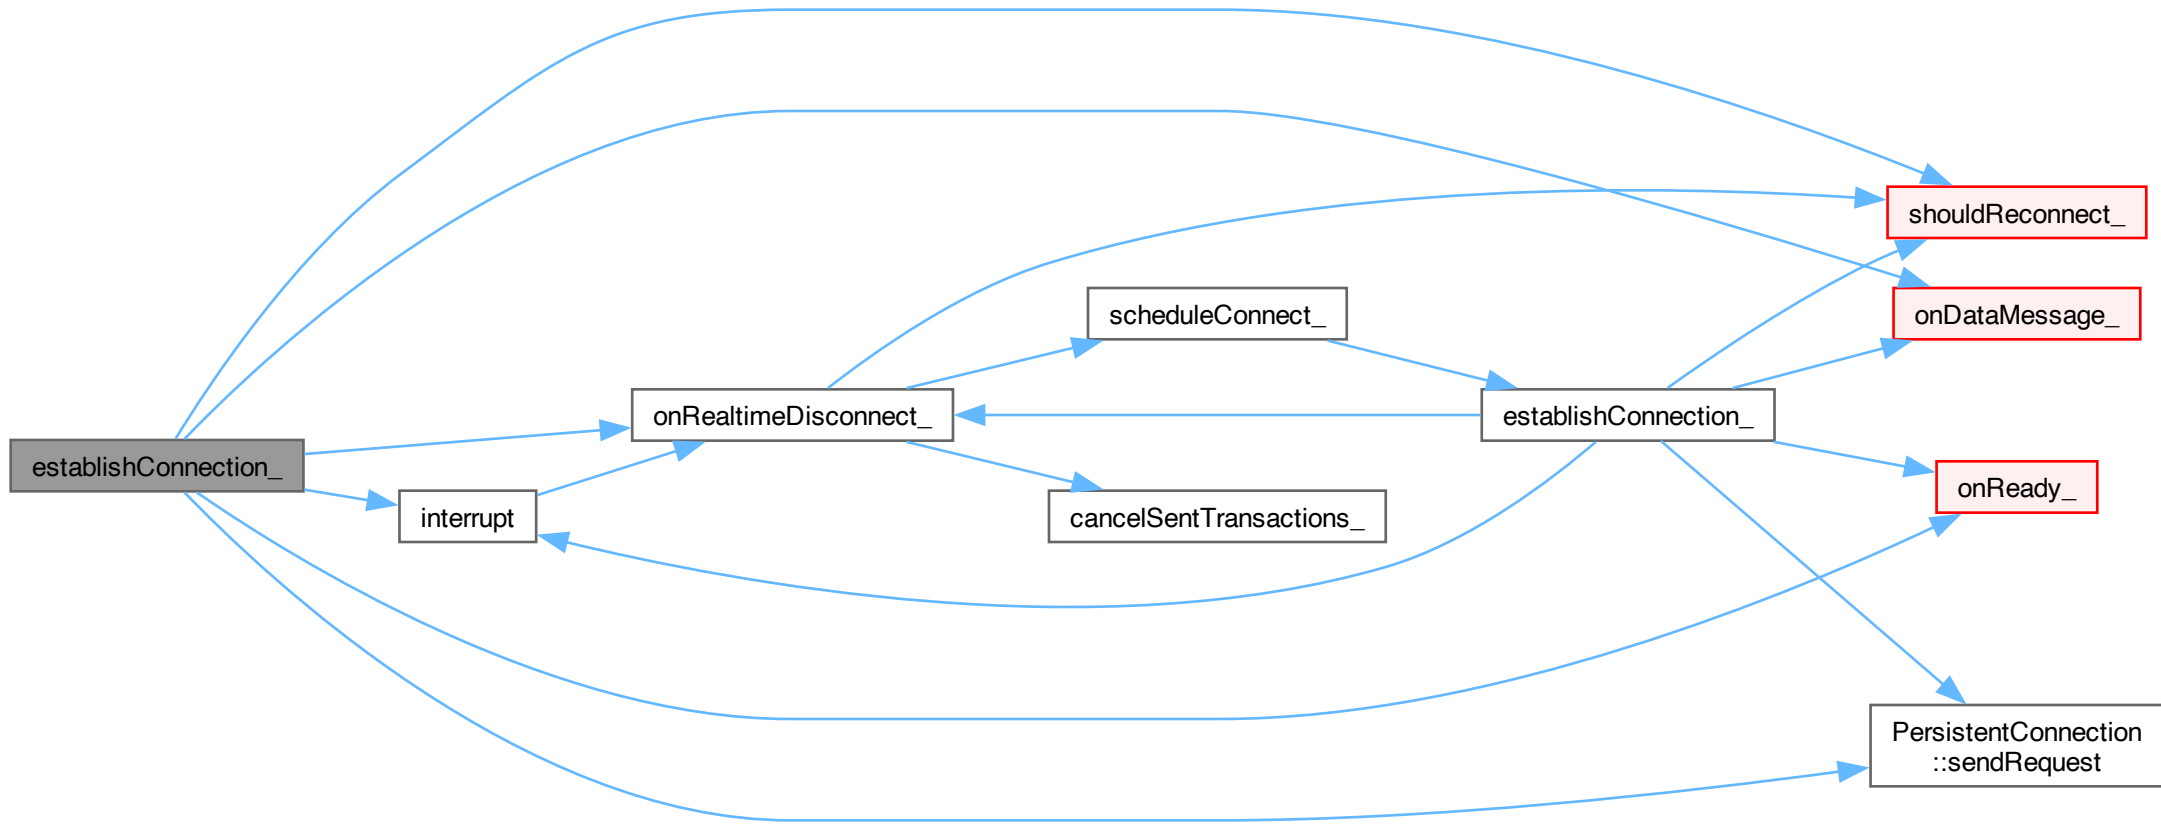 shouldReconnect_
scheduleConnect_
onDataMessage_
onRealtimeDisconnect_
establishConnection_
establishConnection_
onReady_
interrupt
cancelSentTransactions_
PersistentConnection
::sendRequest